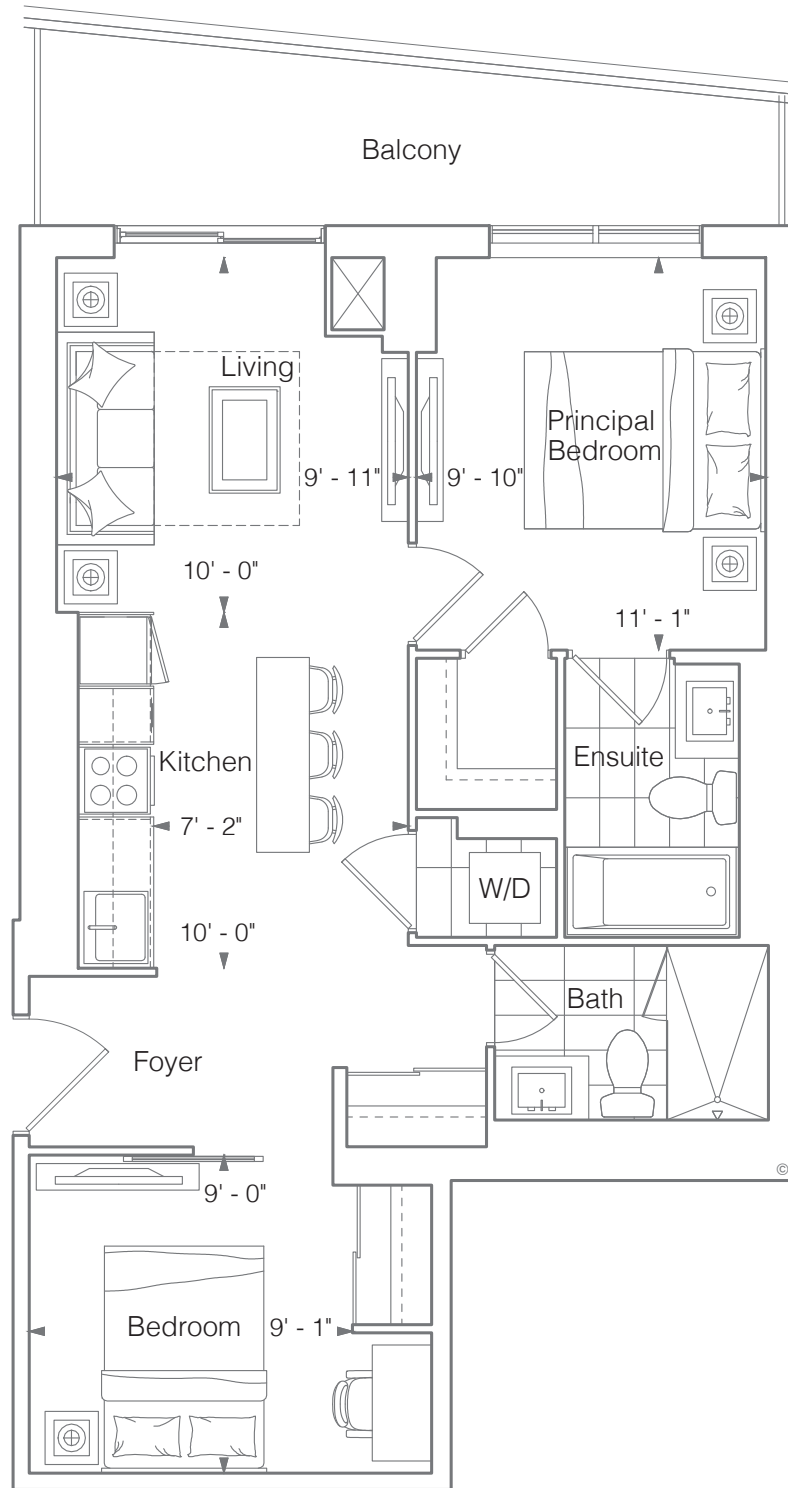 Balcony
Living
Principal
Bedroom
9' - 11"
9' - 10"
10' - 0"
11' - 1"
Kitchen
Ensuite
7' - 2"
W/D
10' - 0"
Bath
Foyer
©
9' - 0"
Bedroom
9' - 1"